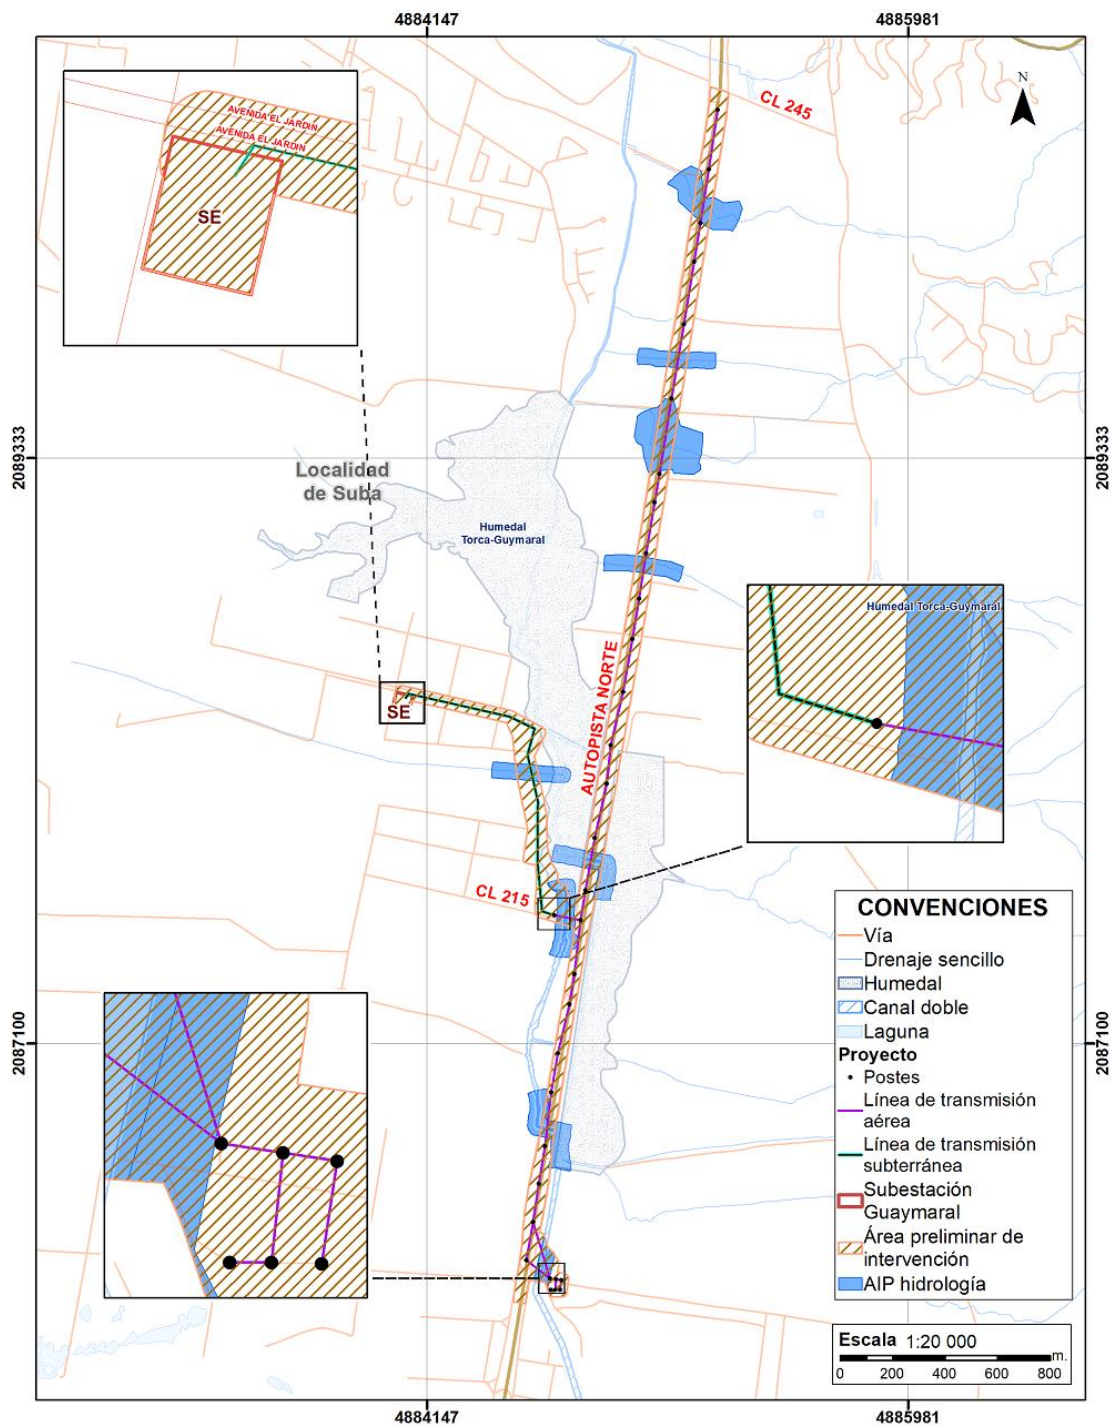 4884147
4885981
N
CL 245
AVENIDA EL JARDIN
AVENIDA EL JARDIN
SE
2089333
2089333
Localidad
de Suba
Humedal
Torca-Guymaral
Humedal Torca-Guymaral
AUTOPISTA NORTE
SE
CL 215
CONVENCIONES
Vía
Drenaje sencillo
Humedal
Canal doble
Laguna
Proyecto
Postes
Línea de transmisión
aérea
Línea de transmisión
subterránea
Subestación
Guaymaral
Área preliminar de
intervención
AIP hidrología
2087100
2087100
Escala 1:20 000
m.
0 200 400 600 800
4884147
4885981